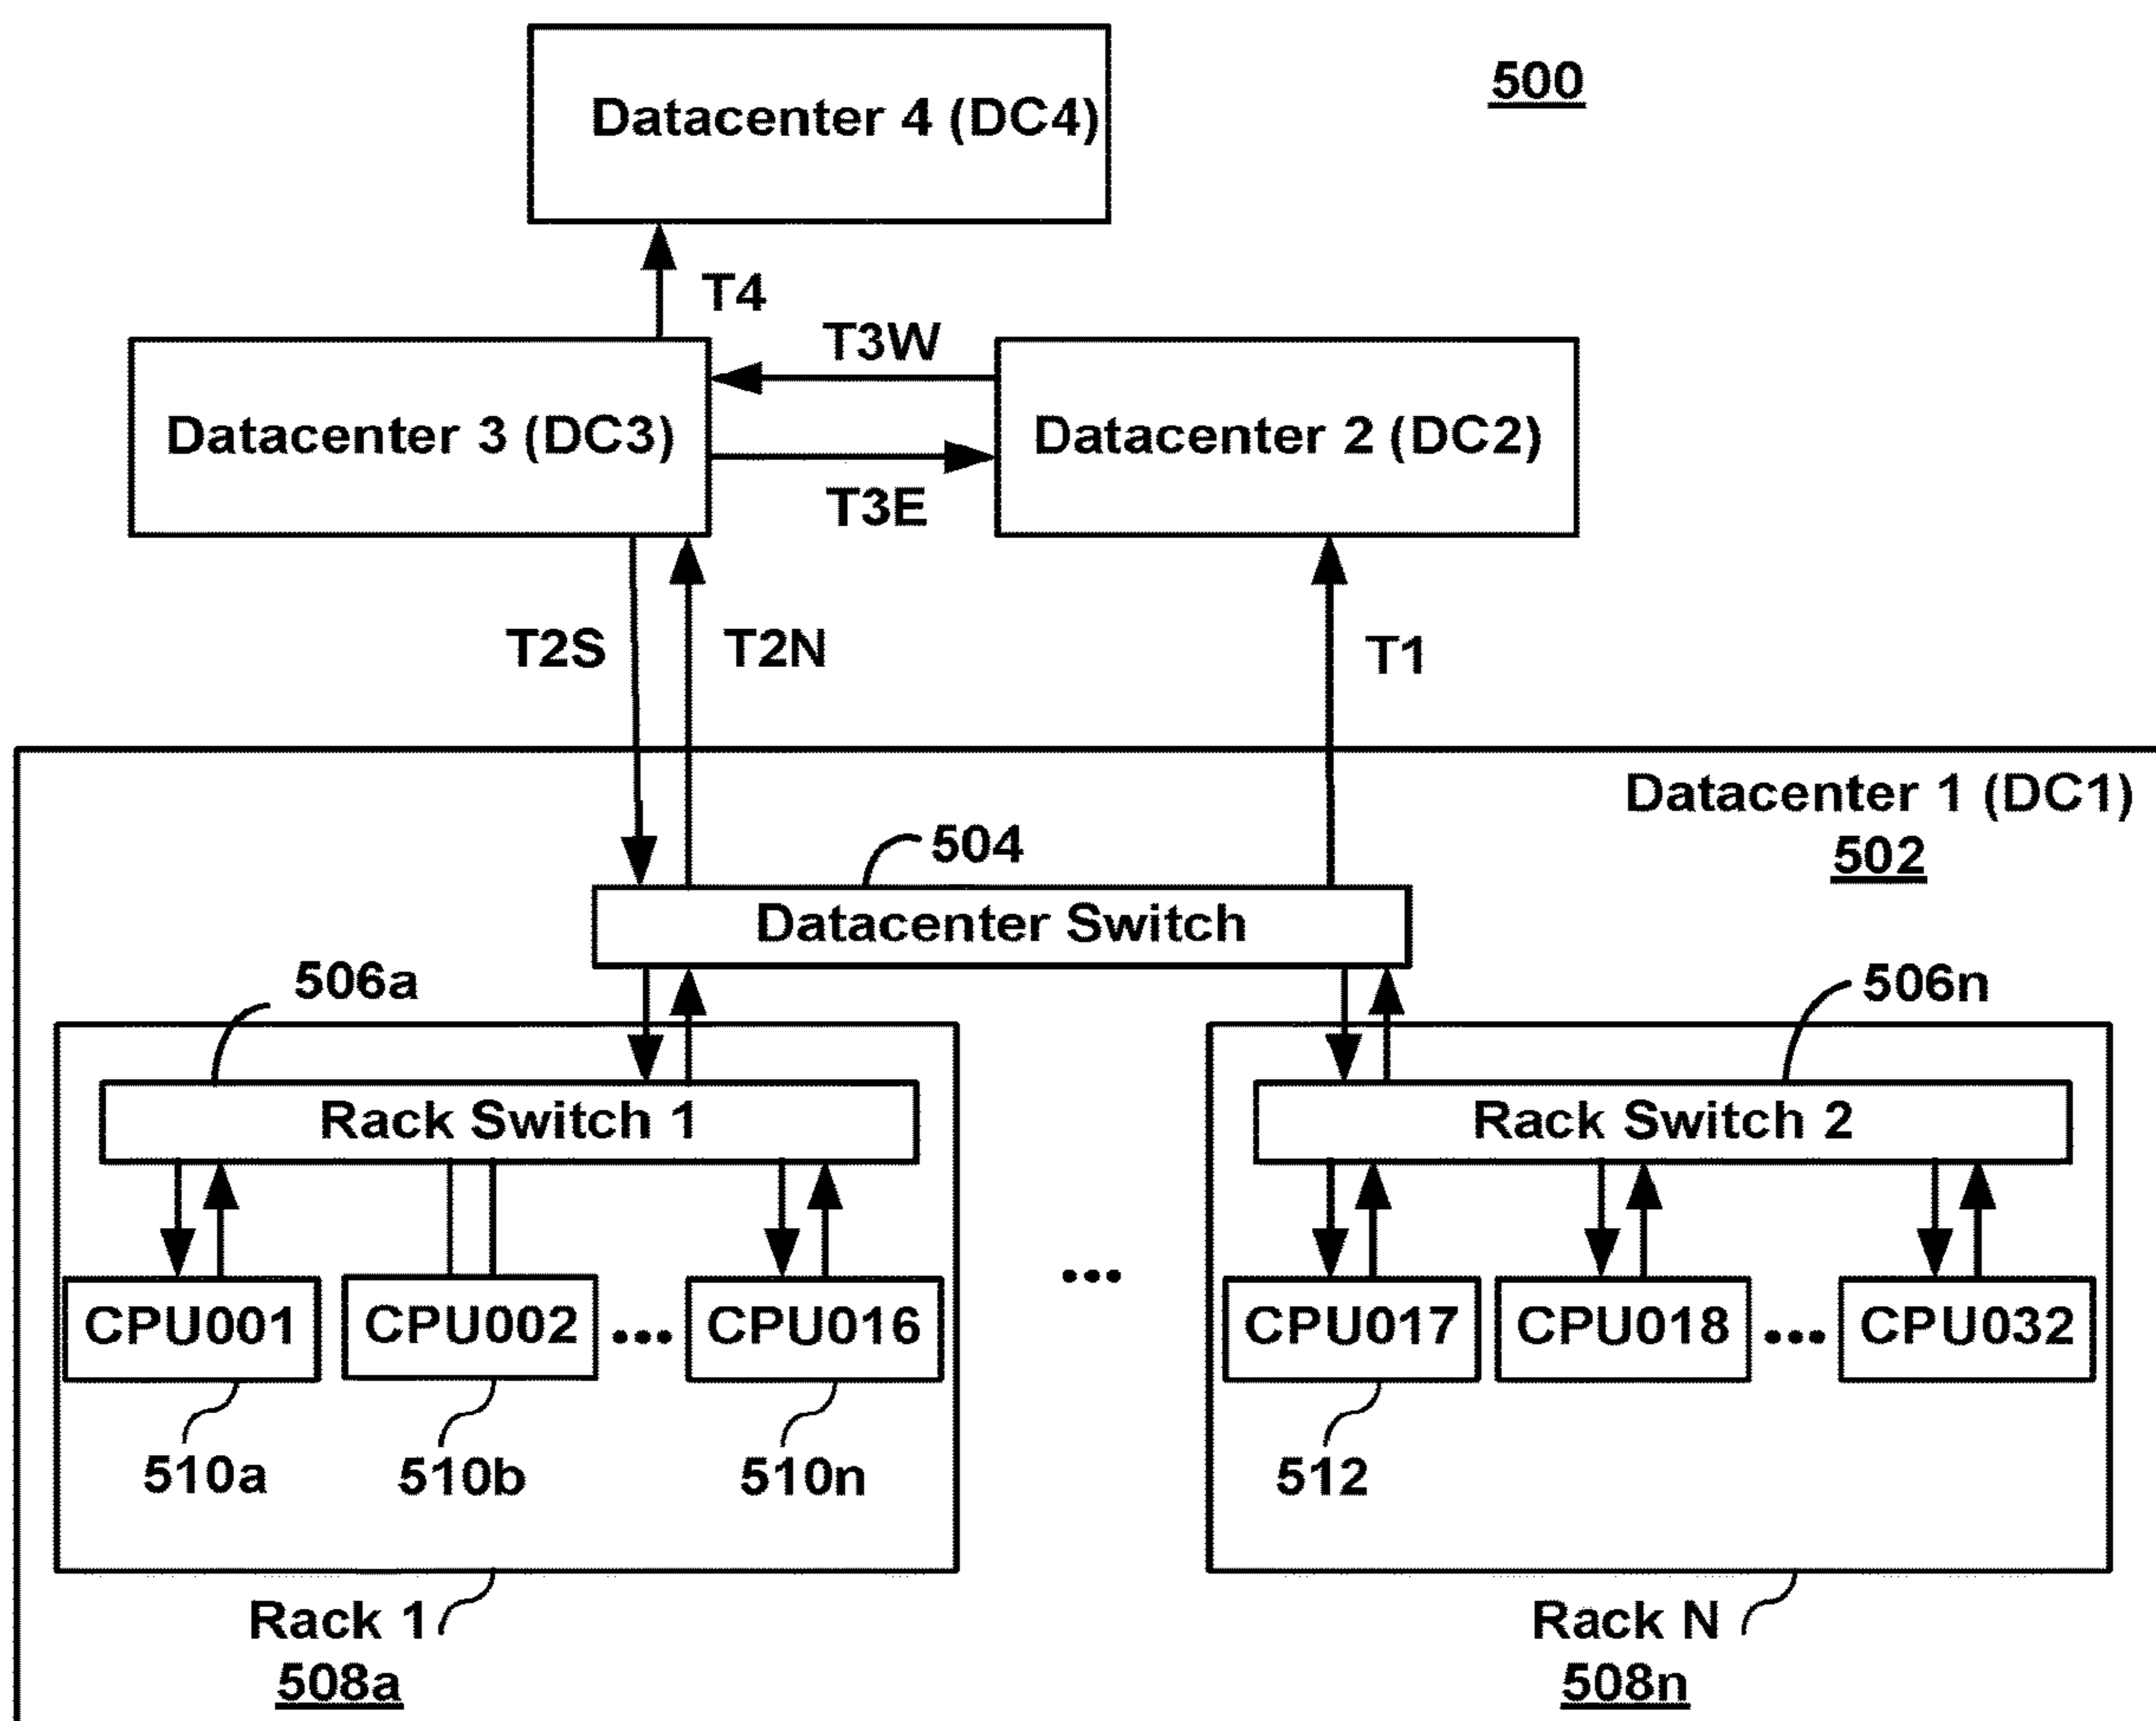 500
Datacenter 4 (DC4)
T4
T3W
Datacenter 3 (DC3)
Datacenter 2 (DC2)
T3E
T2S
T2N
T1
Datacenter 1 (DC1)
502
504
Datacenter Switch
506a
506n
Rack Switch 1
Rack Switch 2
...
CPU001
CPU002
...
CPU016
CPU017
CPU018
...
CPU032
510a
510b
510n
512
Rack 1
508a
Rack N
508n